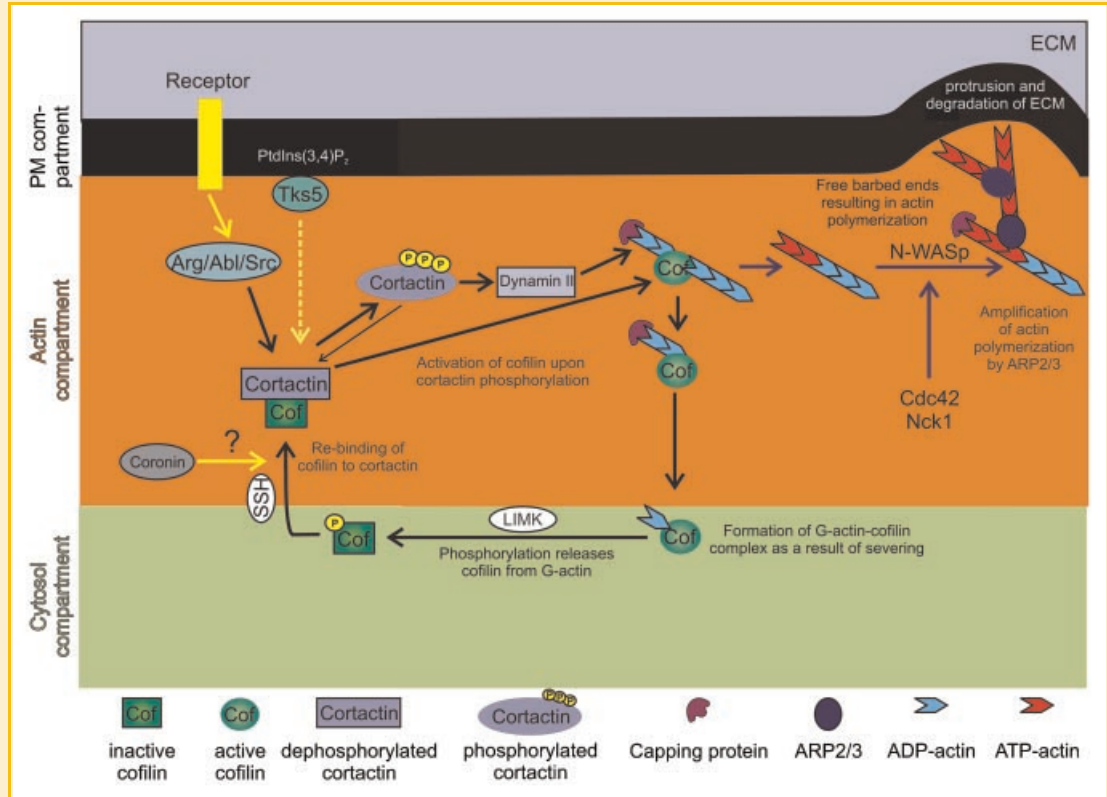 ECM
Receptor
protrusion and
degradation of ECM
PM com-
partment
PtdIns(3,4)P2
Tks5
Free barbed ends
resulting in actin
polymerization
Arg/Abl/Src
P P P
Cortactin
Dynamin II
Cof
N-WASp
Actin
compartment
Activation of cofilin upon
cortactin phosphorylation
Cof
Amplification
of actin
polymerization
by ARP2/3
Cortactin
Cof
Cdc42
Nck1
?
Coronin
Re-binding of
cofilin to cortactin
SSH
P
Cof
LIMK
Phosphorylation releases
cofilin from G-actin
Cof
Formation of G-actin-cofilin
complex as a result of severing
Cytosol
compartment
Cof
Cof
Cortactin
P P P
Cortactin
inactive
cofilin
active
cofilin
dephosphorylated
cortactin
phosphorylated
cortactin
Capping protein
ARP2/3
ADP-actin
ATP-actin